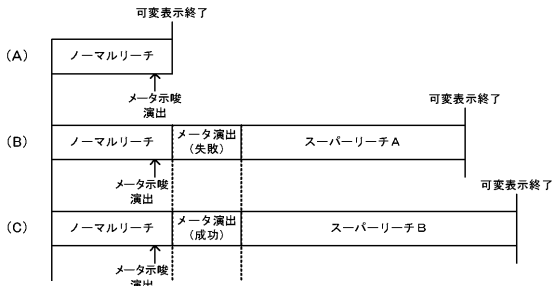 可変表示終了
(A)
ノーマルリーチ
メータ示唆
演出
可変表示終了
(B)
ノーマルリーチ
メータ演出
(失敗)
スーパーリーチA
メータ示唆
演出
可変表示終了
(C)
ノーマルリーチ
メータ演出
(成功)
スーパーリーチB
メータ示唆
演出